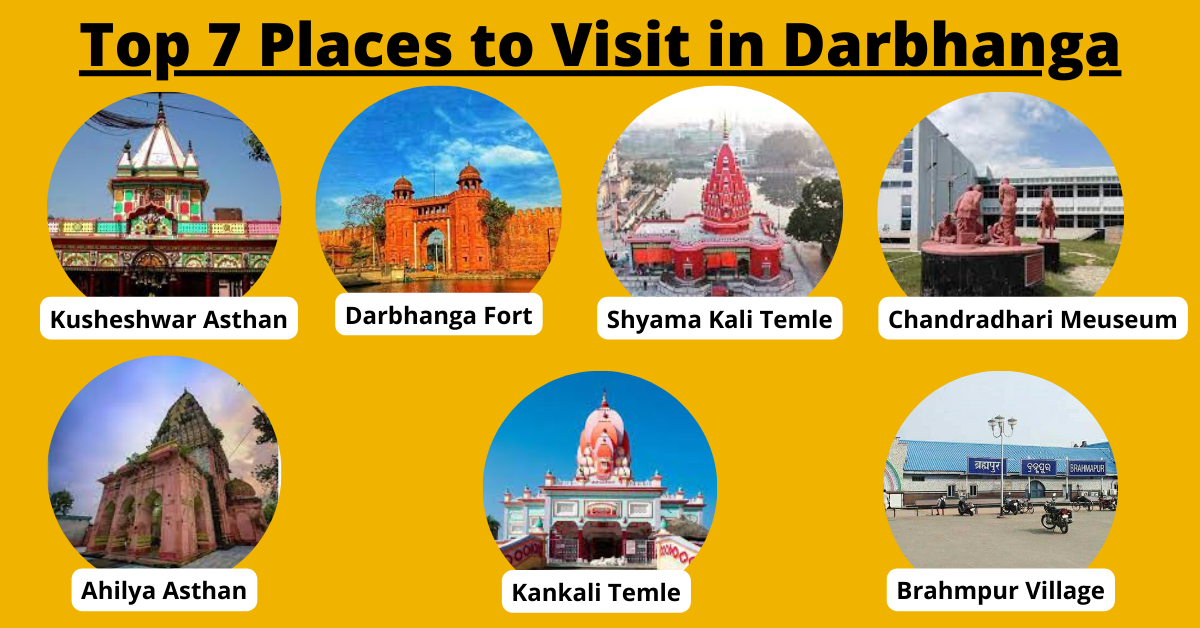 Top 7 Places to Visit in Darbhanga
Kusheshwar Asthan
Darbhanga Fort
Shyama Kali Temle
Chandradhari Meuseum
Ahilya Asthan
Kankali Temle
ब्रह्मपुर
ବ୍ରହ୍ମପୁର
BRAHMAPUR
Brahmpur Village